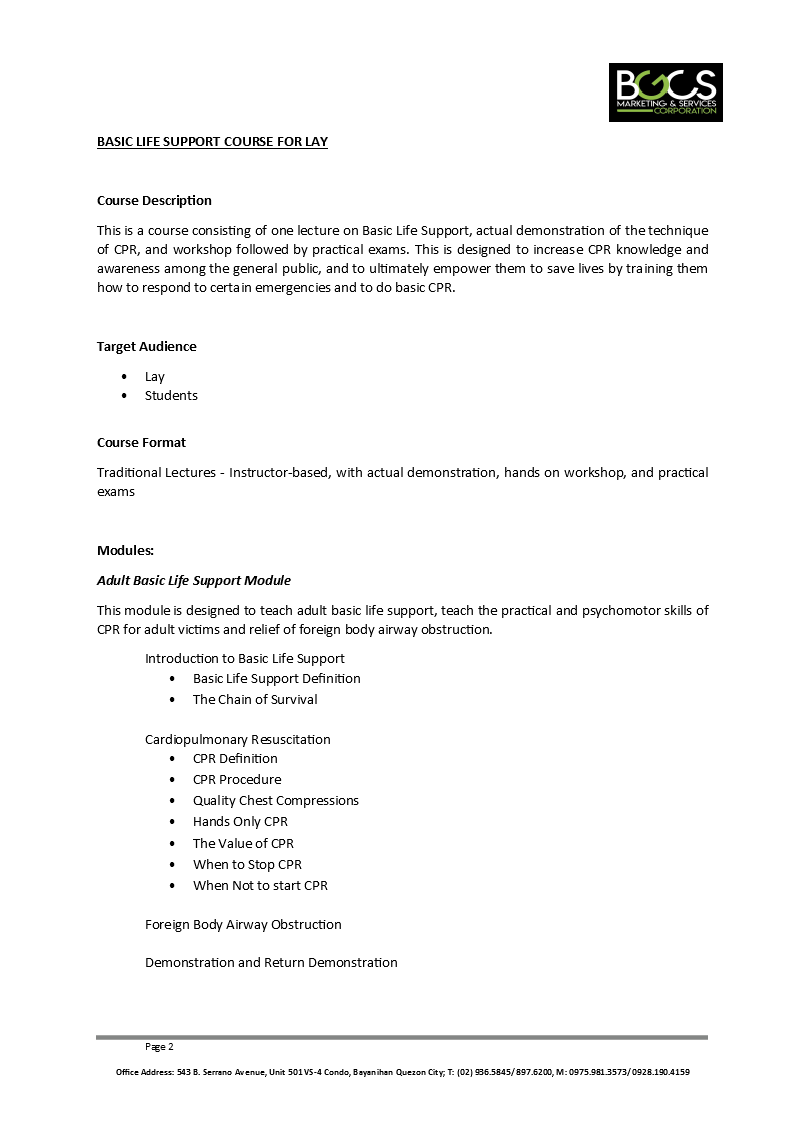 BGCS
MARKETING & SERVICES
CORPORATION
BASIC LIFE SUPPORT COURSE FOR LAY
Course Description
This is a course consisting of one lecture on Basic Life Support, actual demonstration of the technique
of CPR, and workshop followed by practical exams. This is designed to increase CPR knowledge and
awareness among the general public, and to ultimately empower them to save lives by training them
how to respond to certain emergencies and to do basic CPR.
Target Audience
• Lay
• Students
Course Format
Traditional Lectures - Instructor-based, with actual demonstration, hands on workshop, and practical
exams
Modules:
Adult Basic Life Support Module
This module is designed to teach adult basic life support, teach the practical and psychomotor skills of
CPR for adult victims and relief of foreign body airway obstruction.
Introduction to Basic Life Support
• Basic Life Support Definition
• The Chain of Survival
Cardiopulmonary Resuscitation
• CPR Definition
• CPR Procedure
• Quality Chest Compressions
• Hands Only CPR
• The Value of CPR
• When to Stop CPR
• When Not to start CPR
Foreign Body Airway Obstruction
Demonstration and Return Demonstration
Page 2
Office Address: 543 B. Serrano Avenue, Unit 501 VS-4 Condo, Bayanihan Quezon City; T: (02) 936.5845/ 897.6200, M: 0975.981.3573/ 0928.190.4159